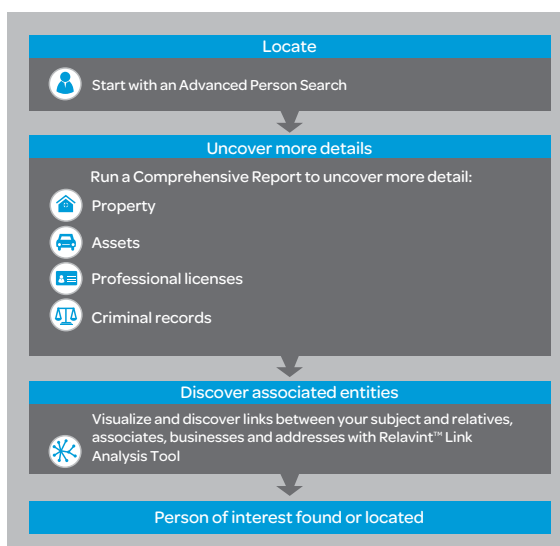 Locate
Start with an Advanced Person Search
Uncover more details
Run a Comprehensive Report to uncover more detail:
Property
Assets
Professional licenses
Criminal records
Discover associated entities
Visualize and discover links between your subject and relatives,
associates, businesses and addresses with Relavint™ Link
Analysis Tool
Person of interest found or located